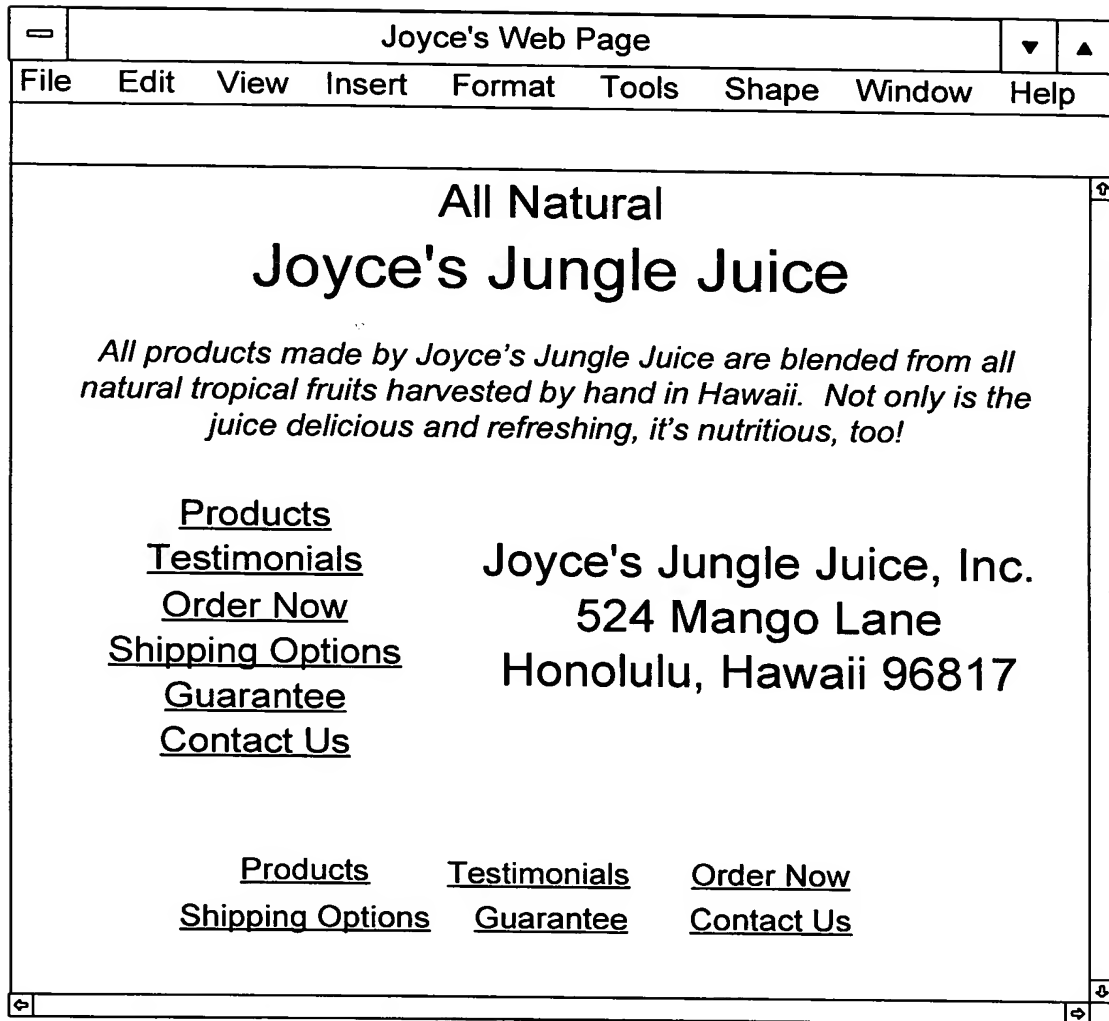 Joyce's Web Page
File Edit View Insert Format Tools Shape Window Help
All Natural
Joyce's Jungle Juice
All products made by Joyce's Jungle Juice are blended from all
natural tropical fruits harvested by hand in Hawaii. Not only is the
juice delicious and refreshing, it's nutritious, too!
Products
Testimonials
Order Now
Shipping Options
Guarantee
Contact Us
Joyce's Jungle Juice, Inc.
524 Mango Lane
Honolulu, Hawaii 96817
Products Testimonials Order Now
Shipping Options Guarantee Contact Us